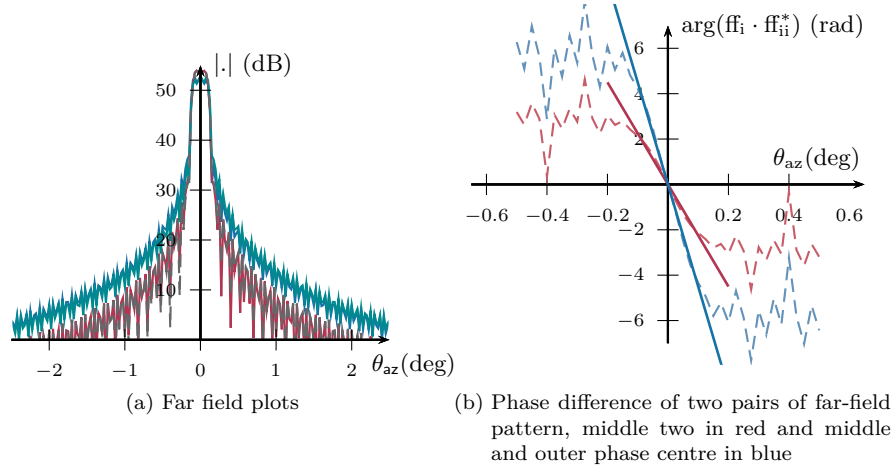 |.| (dB)
50
40
30
20
10
−2
−1
0
1
2
θaz(deg)
(a) Far field plots
arg(ffi · ff*ii) (rad)
6
4
2
θaz(deg)
−0.6
−0.4
−0.2
0.2
0.4
0.6
−2
−4
−6
(b) Phase difference of two pairs of far-field
pattern, middle two in red and middle
and outer phase centre in blue